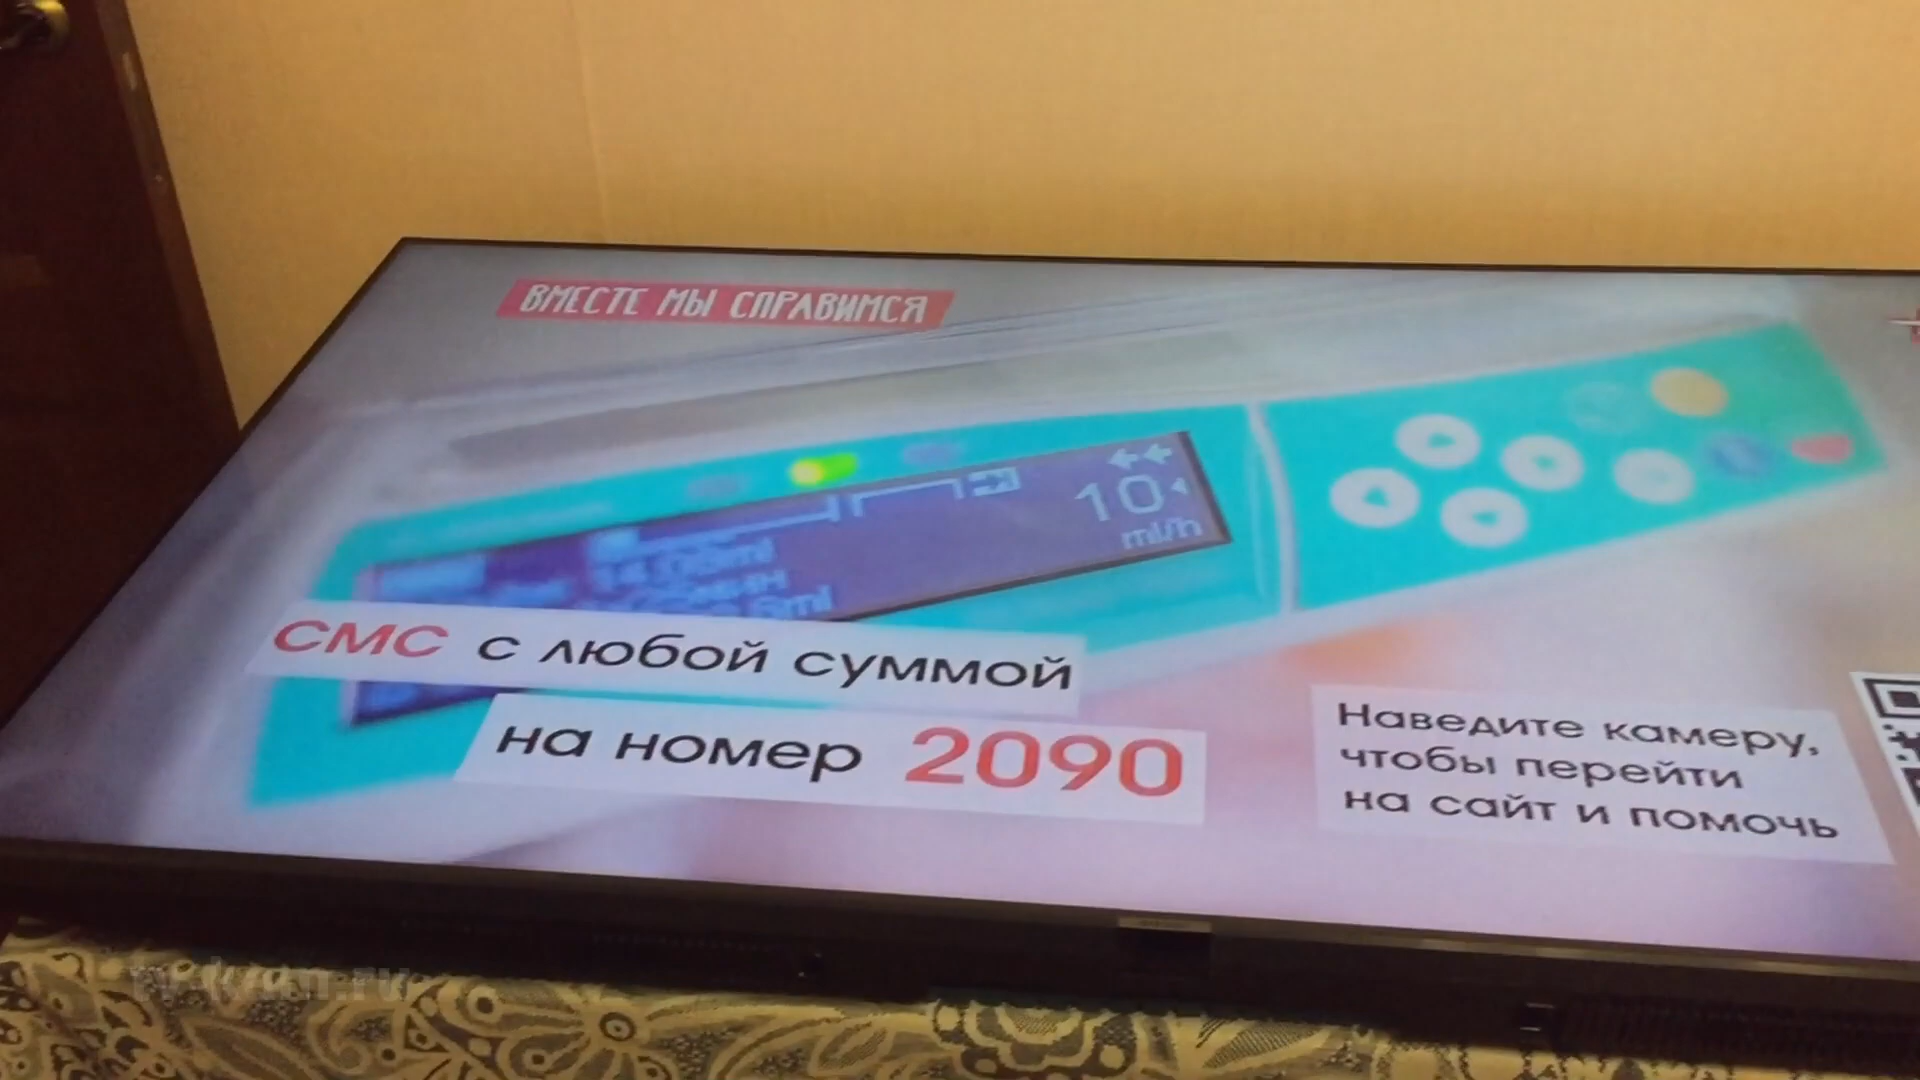 ВМЕСТЕ МЫ СПРАВИМСЯ
10
ml/h
СМС с любой суммой
на номер 2090
Наведите камеру,
чтобы перейти
на сайт и помочь